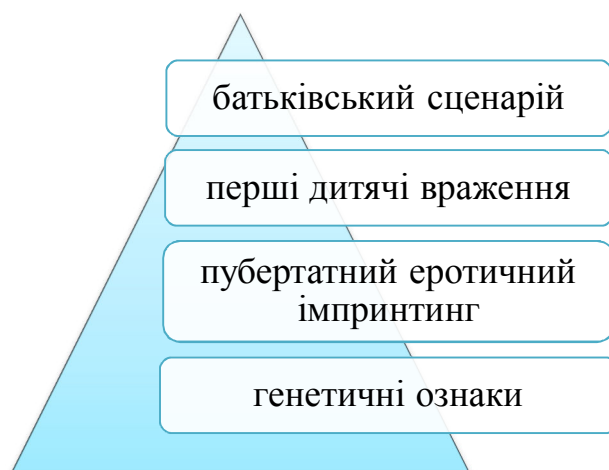 батьківський сценарій
перші дитячі враження
пубертатний еротичний
імпринтинг
генетичні ознаки